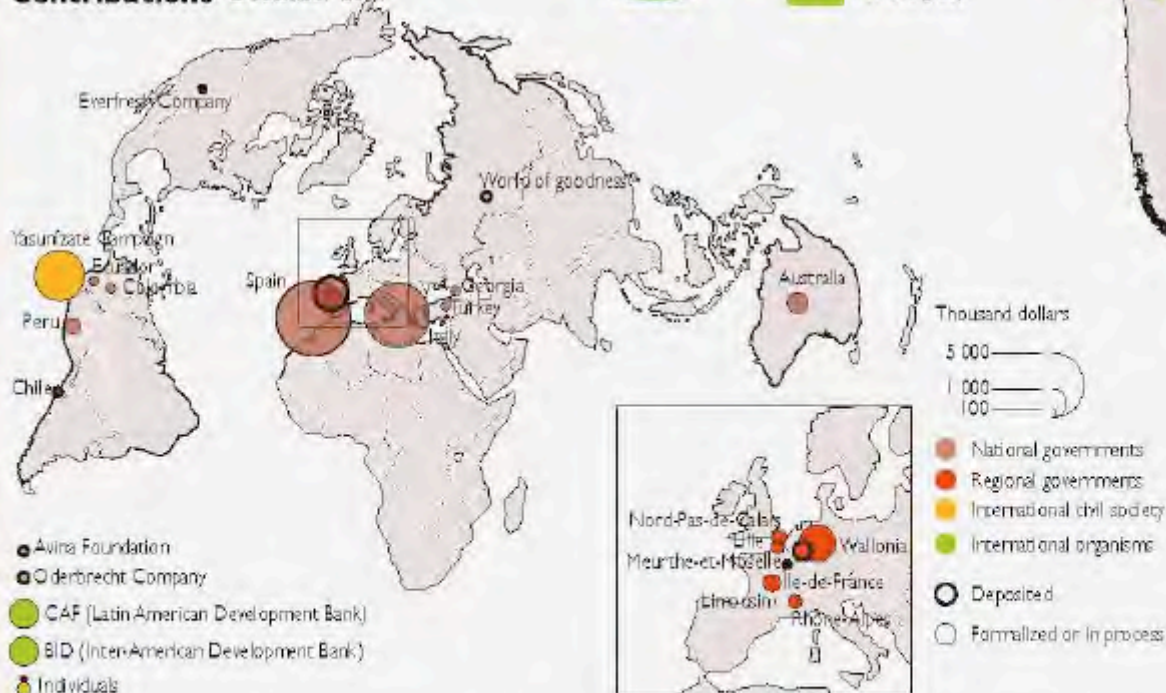 Contributions
Everfresh Company
World of goodness
Yasunizate Campaign
Ecuador
Colombia
Spain
Georgia
Turkey
Italy
Australia
Peru
Chile
Thousand dollars
5 000
1 000
100
National governments
Regional governments
International civil society
International organisms
Deposited
Formalized or in process
Nord-Pas-de-Calais
Lille
Wallonia
Meurthe-et-Moselle
Ile-de-France
Limousin
Rhône-Alpes
Avina Foundation
Oderbrecht Company
CAF (Latin American Development Bank)
BID (Inter-American Development Bank)
Individuals